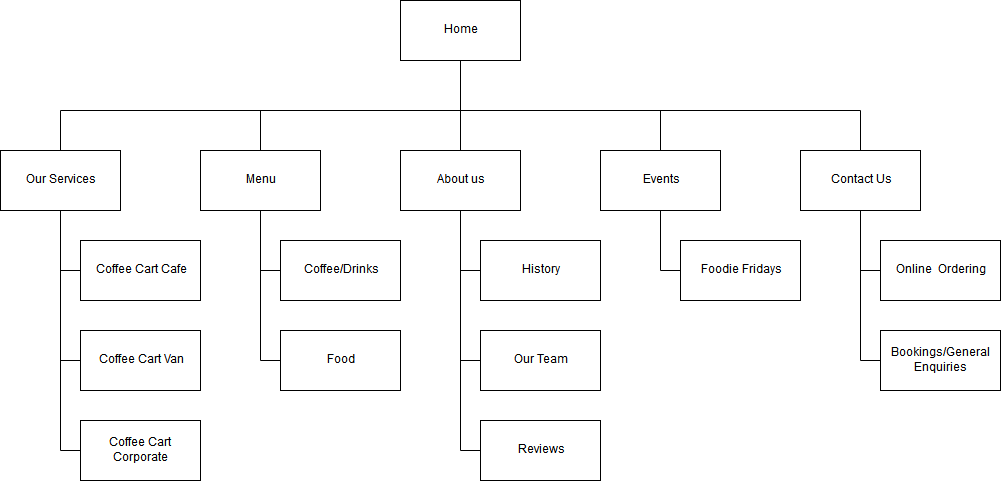 Home
Our Services
Menu
About us
Events
Contact Us
Coffee Cart Cafe
Coffee/Drinks
History
Foodie Fridays
Online Ordering
Coffee Cart Van
Food
Our Team
Bookings/General
Enquiries
Coffee Cart
Corporate
Reviews